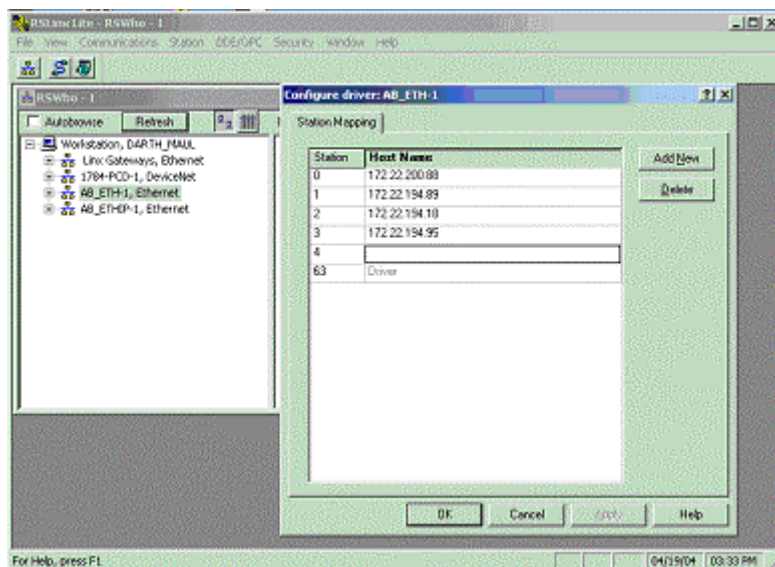 RSLinx Lite - RSWho - 1
File View Communications Station DDE/OPC Security Window Help
RSWho - 1
Autobrowse Refresh
Workstation, DARTH_MAUL
Linx Gateways, Ethernet
1784-PCD-1, DeviceNet
AB_ETH-1, Ethernet
AB_ETHIP-1, Ethernet
Configure driver: AB_ETH-1
Station Mapping
Station Host Name
0 172.22.200.88
1 172.22.194.89
2 172.22.194.18
3 172.22.194.95
4
63 Driver
Add New
Delete
OK Cancel Apply Help
For Help, press F1
04/19/04 03:33 PM